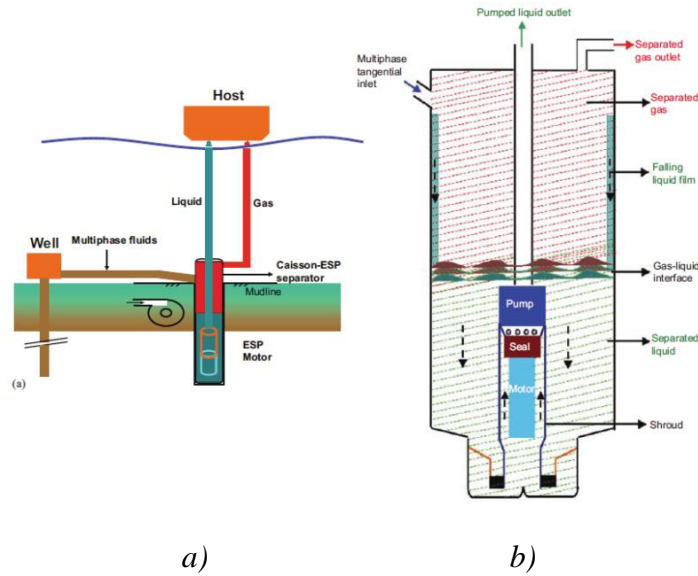 Host
Liquid
Gas
Well
Multiphase fluids
Caisson-ESP
separator
Mudline
ESP
Motor
(a)
a)
Pumped liquid outlet
Multiphase
tangential
inlet
Separated
gas outlet
Separated
gas
Falling
liquid film
Gas-liquid
interface
Pump
Seal
Motor
Separated
liquid
Shroud
b)